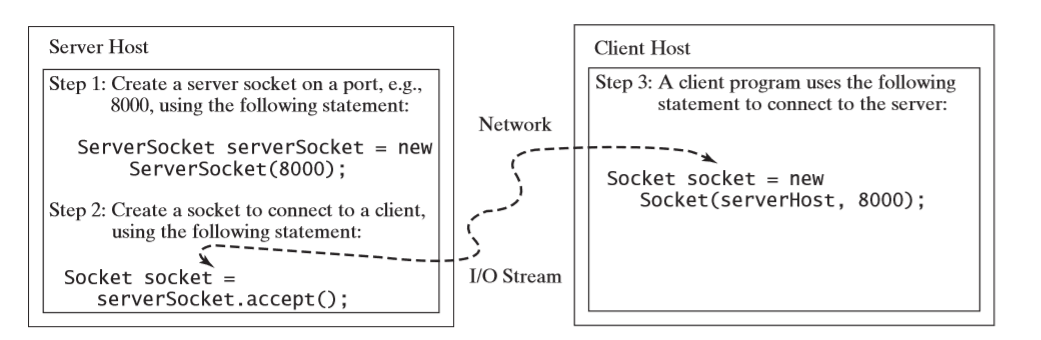 Server Host
Step 1: Create a server socket on a port, e.g.,
8000, using the following statement:
ServerSocket serverSocket = new
ServerSocket(8000);
Step 2: Create a socket to connect to a client,
using the following statement:
Socket socket =
serverSocket.accept();
Network
I/O Stream
Client Host
Step 3: A client program uses the following
statement to connect to the server:
Socket socket = new
Socket(serverHost, 8000);